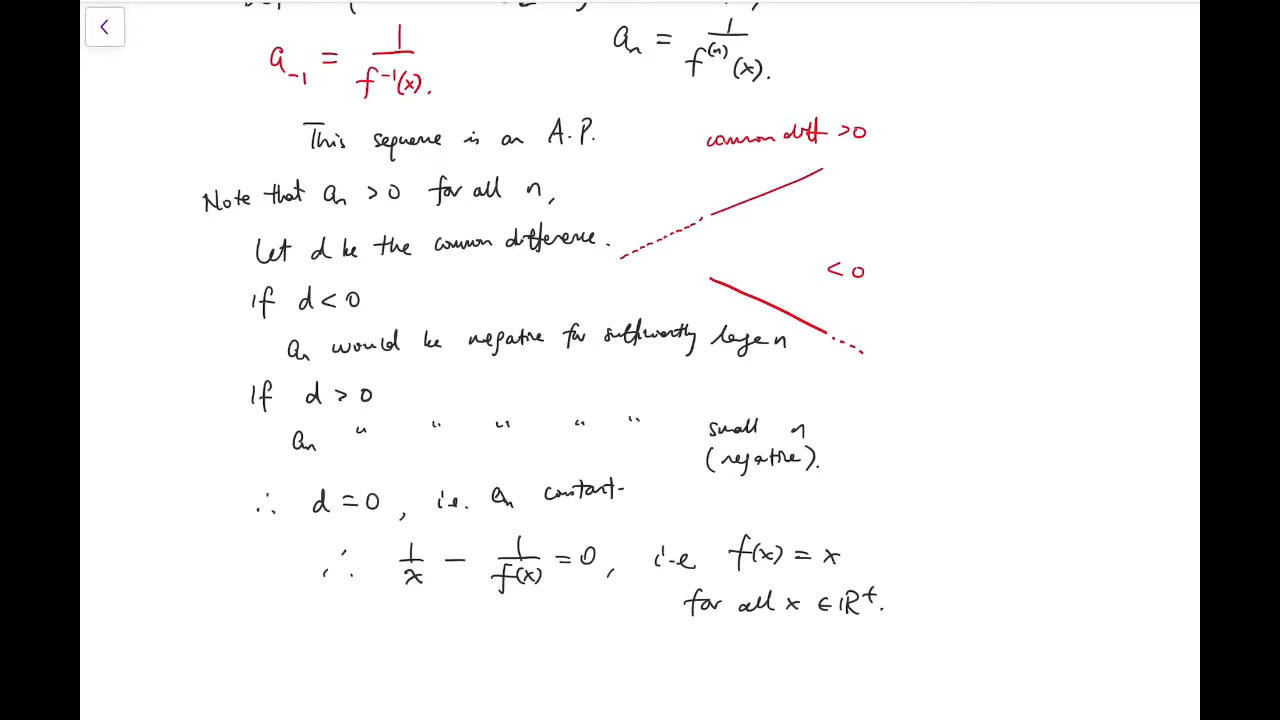 a₋₁ = 1/f⁻¹(x).
aₙ = 1/f⁽ⁿ⁾(x).
This sequence is an A.P.
common diff >0
Note that aₙ > 0 for all n,
Let d be the common difference.
< 0
If d < 0
aₙ would be negative for sufficiently large n
If d > 0
aₙ " " " " " small n
(negative).
∴ d = 0, i.e. aₙ constant
∴ 1/x − 1/f(x) = 0, i.e f(x) = x
for all x ∈ ℝ⁺.